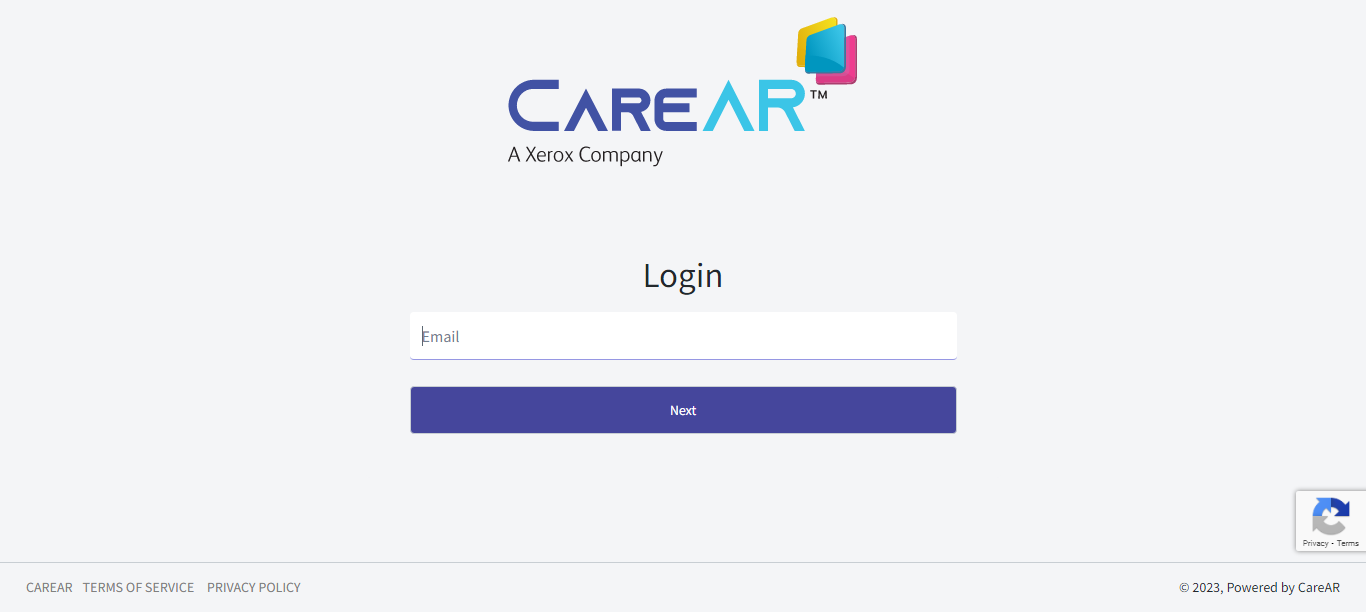 CAREAR™
A Xerox Company
Login
Email
Next
Privacy - Terms
CAREAR TERMS OF SERVICE PRIVACY POLICY
© 2023, Powered by CareAR